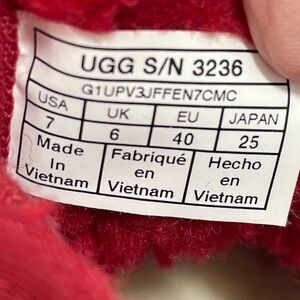 UGG S/N 3236
G1UPV3JFFEN7CMC
USA UK EU JAPAN
7 6 40 25
Made Fabriqué Hecho
In en en
Vietnam Vietnam Vietnam